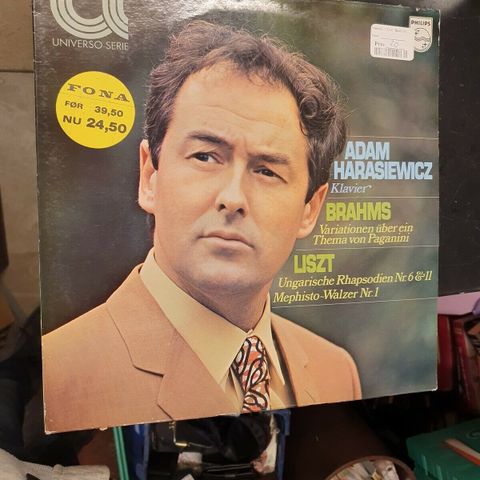 UNIVERSO SERIE
FONA
FØR 39,50
NU 24,50
PHILIPS
ADAM
HARASIEWICZ
Klavier
BRAHMS
Variationen über ein
Thema von Paganini
LISZT
Ungarische Rhapsodien Nr. 6 & 11
Mephisto-Walzer Nr. 1